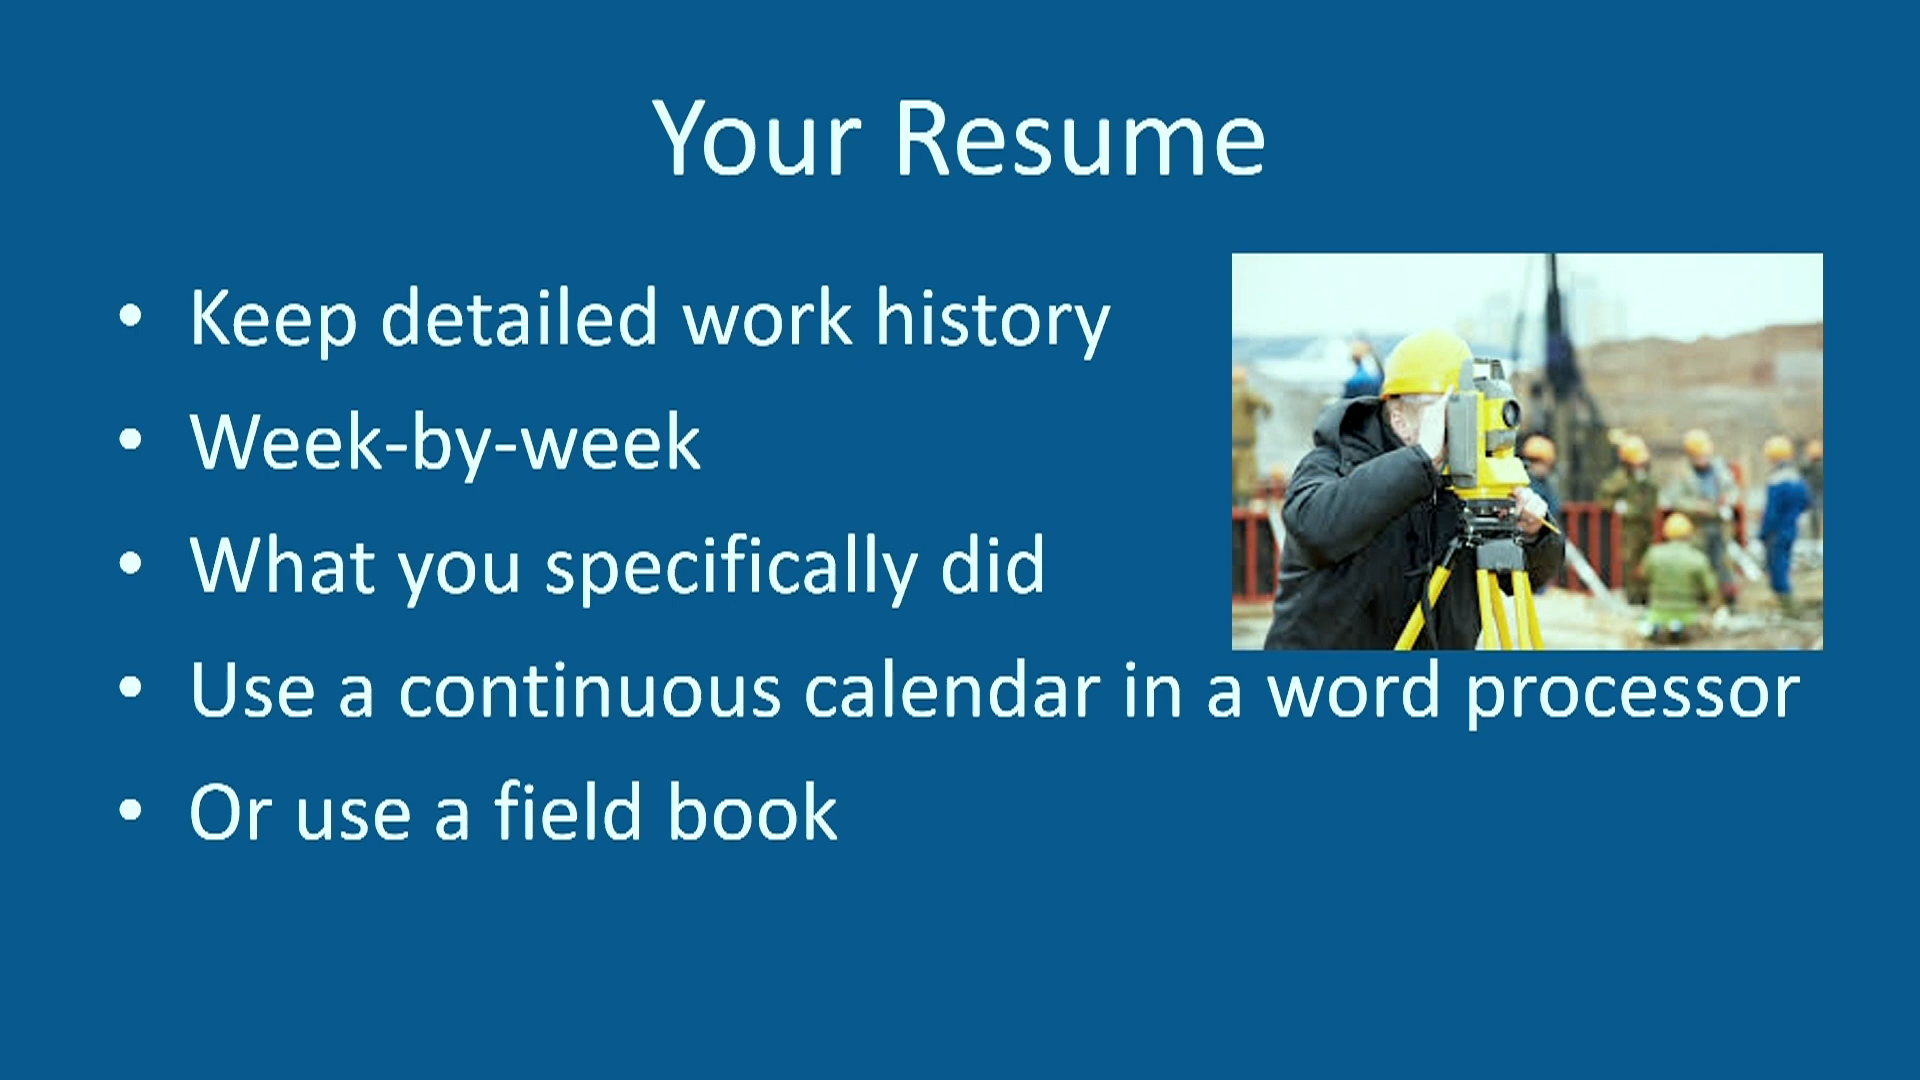 Your Resume
• Keep detailed work history
• Week-by-week
• What you specifically did
• Use a continuous calendar in a word processor
• Or use a field book